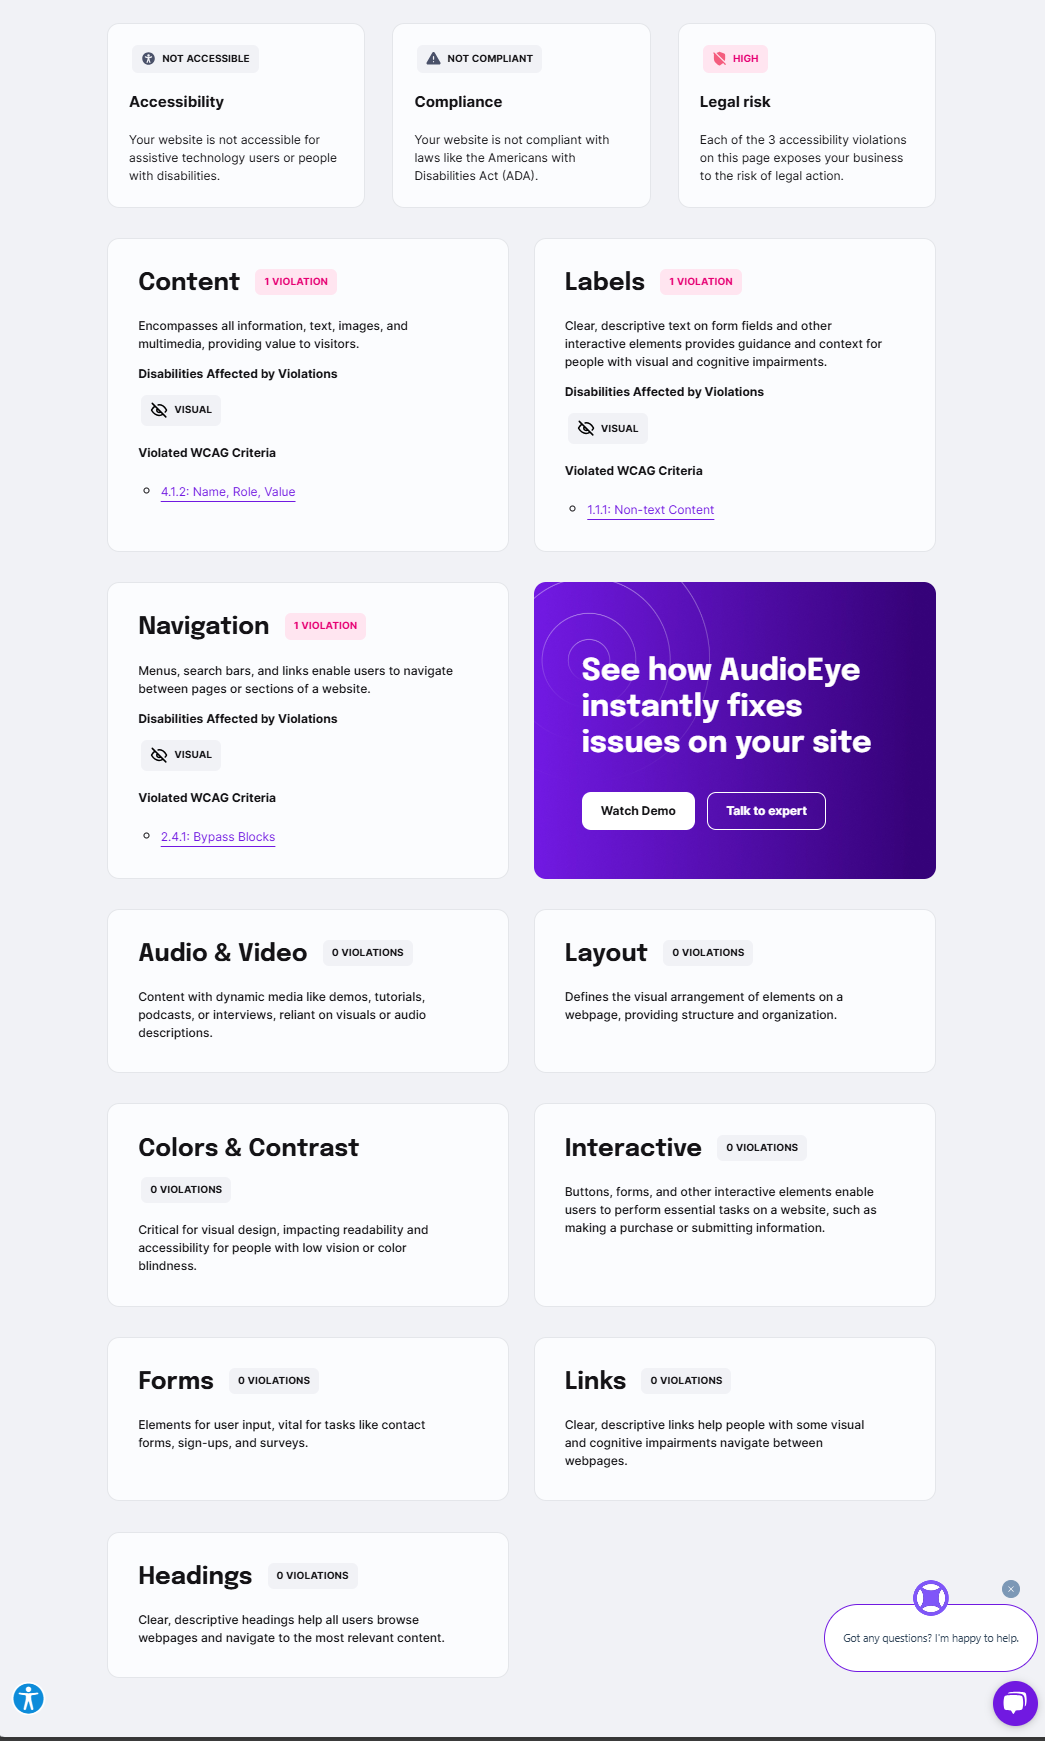 NOT ACCESSIBLE
Accessibility
Your website is not accessible for
assistive technology users or people
with disabilities.
NOT COMPLIANT
Compliance
Your website is not compliant with
laws like the Americans with
Disabilities Act (ADA).
HIGH
Legal risk
Each of the 3 accessibility violations
on this page exposes your business
to the risk of legal action.
Content 1 VIOLATION
Encompasses all information, text, images, and
multimedia, providing value to visitors.
Disabilities Affected by Violations
VISUAL
Violated WCAG Criteria
4.1.2: Name, Role, Value
Labels 1 VIOLATION
Clear, descriptive text on form fields and other
interactive elements provides guidance and context for
people with visual and cognitive impairments.
Disabilities Affected by Violations
VISUAL
Violated WCAG Criteria
1.1.1: Non-text Content
Navigation 1 VIOLATION
Menus, search bars, and links enable users to navigate
between pages or sections of a website.
Disabilities Affected by Violations
VISUAL
Violated WCAG Criteria
2.4.1: Bypass Blocks
See how AudioEye
instantly fixes
issues on your site
Watch Demo Talk to expert
Audio & Video 0 VIOLATIONS
Content with dynamic media like demos, tutorials,
podcasts, or interviews, reliant on visuals or audio
descriptions.
Layout 0 VIOLATIONS
Defines the visual arrangement of elements on a
webpage, providing structure and organization.
Colors & Contrast
0 VIOLATIONS
Critical for visual design, impacting readability and
accessibility for people with low vision or color
blindness.
Interactive 0 VIOLATIONS
Buttons, forms, and other interactive elements enable
users to perform essential tasks on a website, such as
making a purchase or submitting information.
Forms 0 VIOLATIONS
Elements for user input, vital for tasks like contact
forms, sign-ups, and surveys.
Links 0 VIOLATIONS
Clear, descriptive links help people with some visual
and cognitive impairments navigate between
webpages.
Headings 0 VIOLATIONS
Clear, descriptive headings help all users browse
webpages and navigate to the most relevant content.
Got any questions? I'm happy to help.